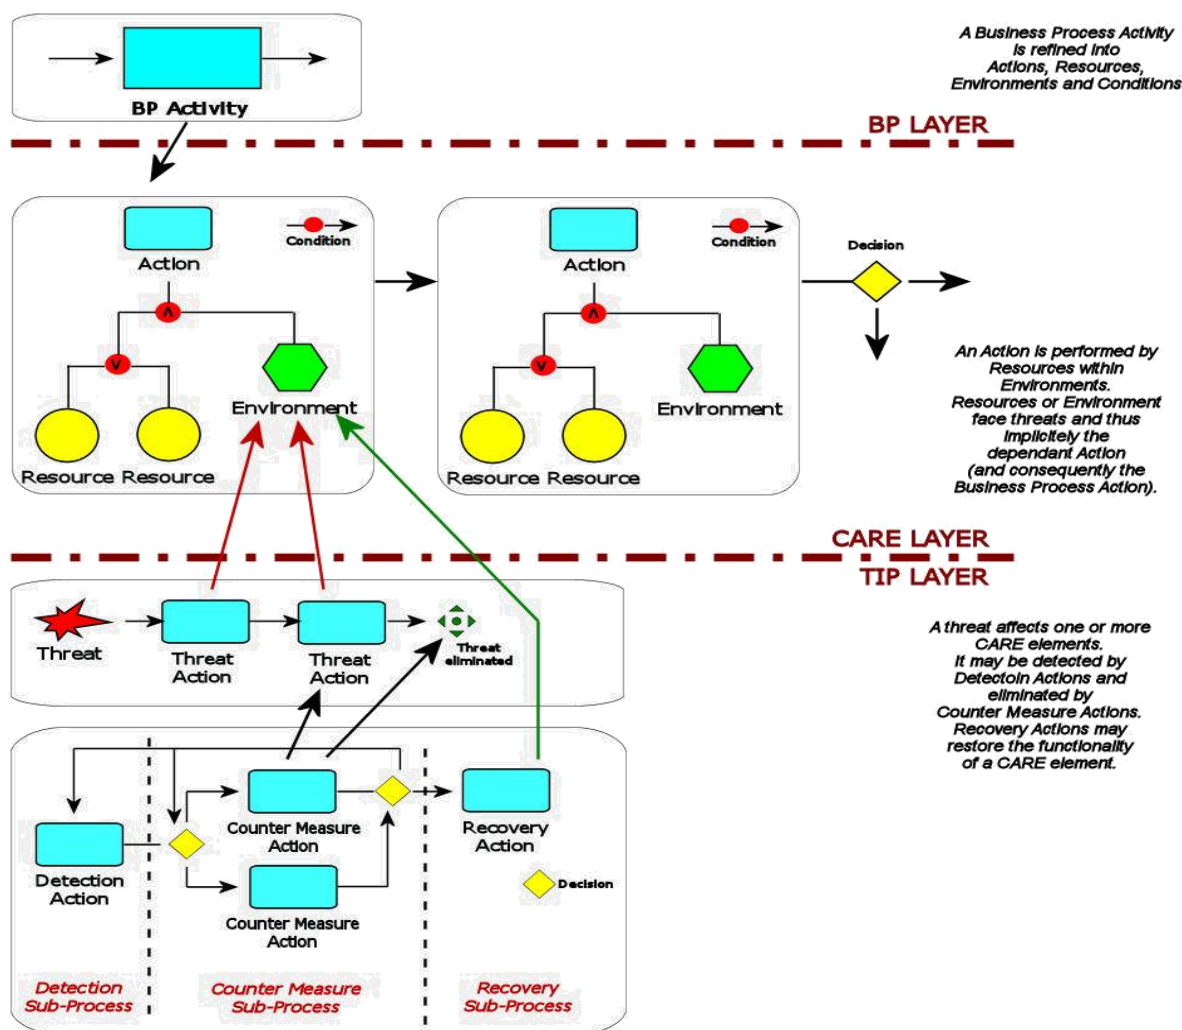 BP Activity
A Business Process Activity
is refined into
Actions, Resources,
Environments and Conditions
BP LAYER
Action
Condition
∧
∨
Environment
Resource
Resource
Action
Condition
∧
∨
Environment
Resource
Resource
Decision
An Action is performed by
Resources within
Environments.
Resources or Environment
face threats and thus
implicitely the
dependant Action
(and consequently the
Business Process Action).
CARE LAYER
TIP LAYER
Threat
Threat
Action
Threat
Action
Threat
eliminated
A threat affects one or more
CARE elements.
It may be detected by
Detectoin Actions and
eliminated by
Counter Measure Actions.
Recovery Actions may
restore the functionality
of a CARE element.
Detection
Action
Counter Measure
Action
Counter Measure
Action
Recovery
Action
Decision
Detection
Sub-Process
Counter Measure
Sub-Process
Recovery
Sub-Process